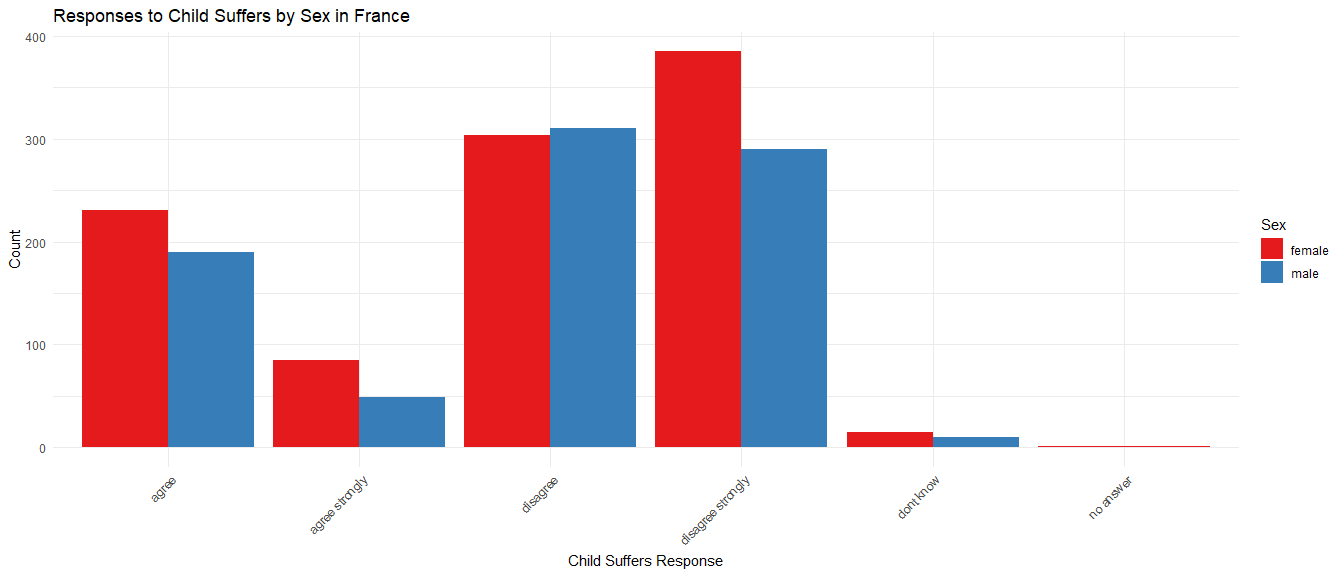 Responses to Child Suffers by Sex in France
400
300
200
100
0
Count
agree
agree strongly
disagree
disagree strongly
dont know
no answer
Child Suffers Response
Sex
female
male